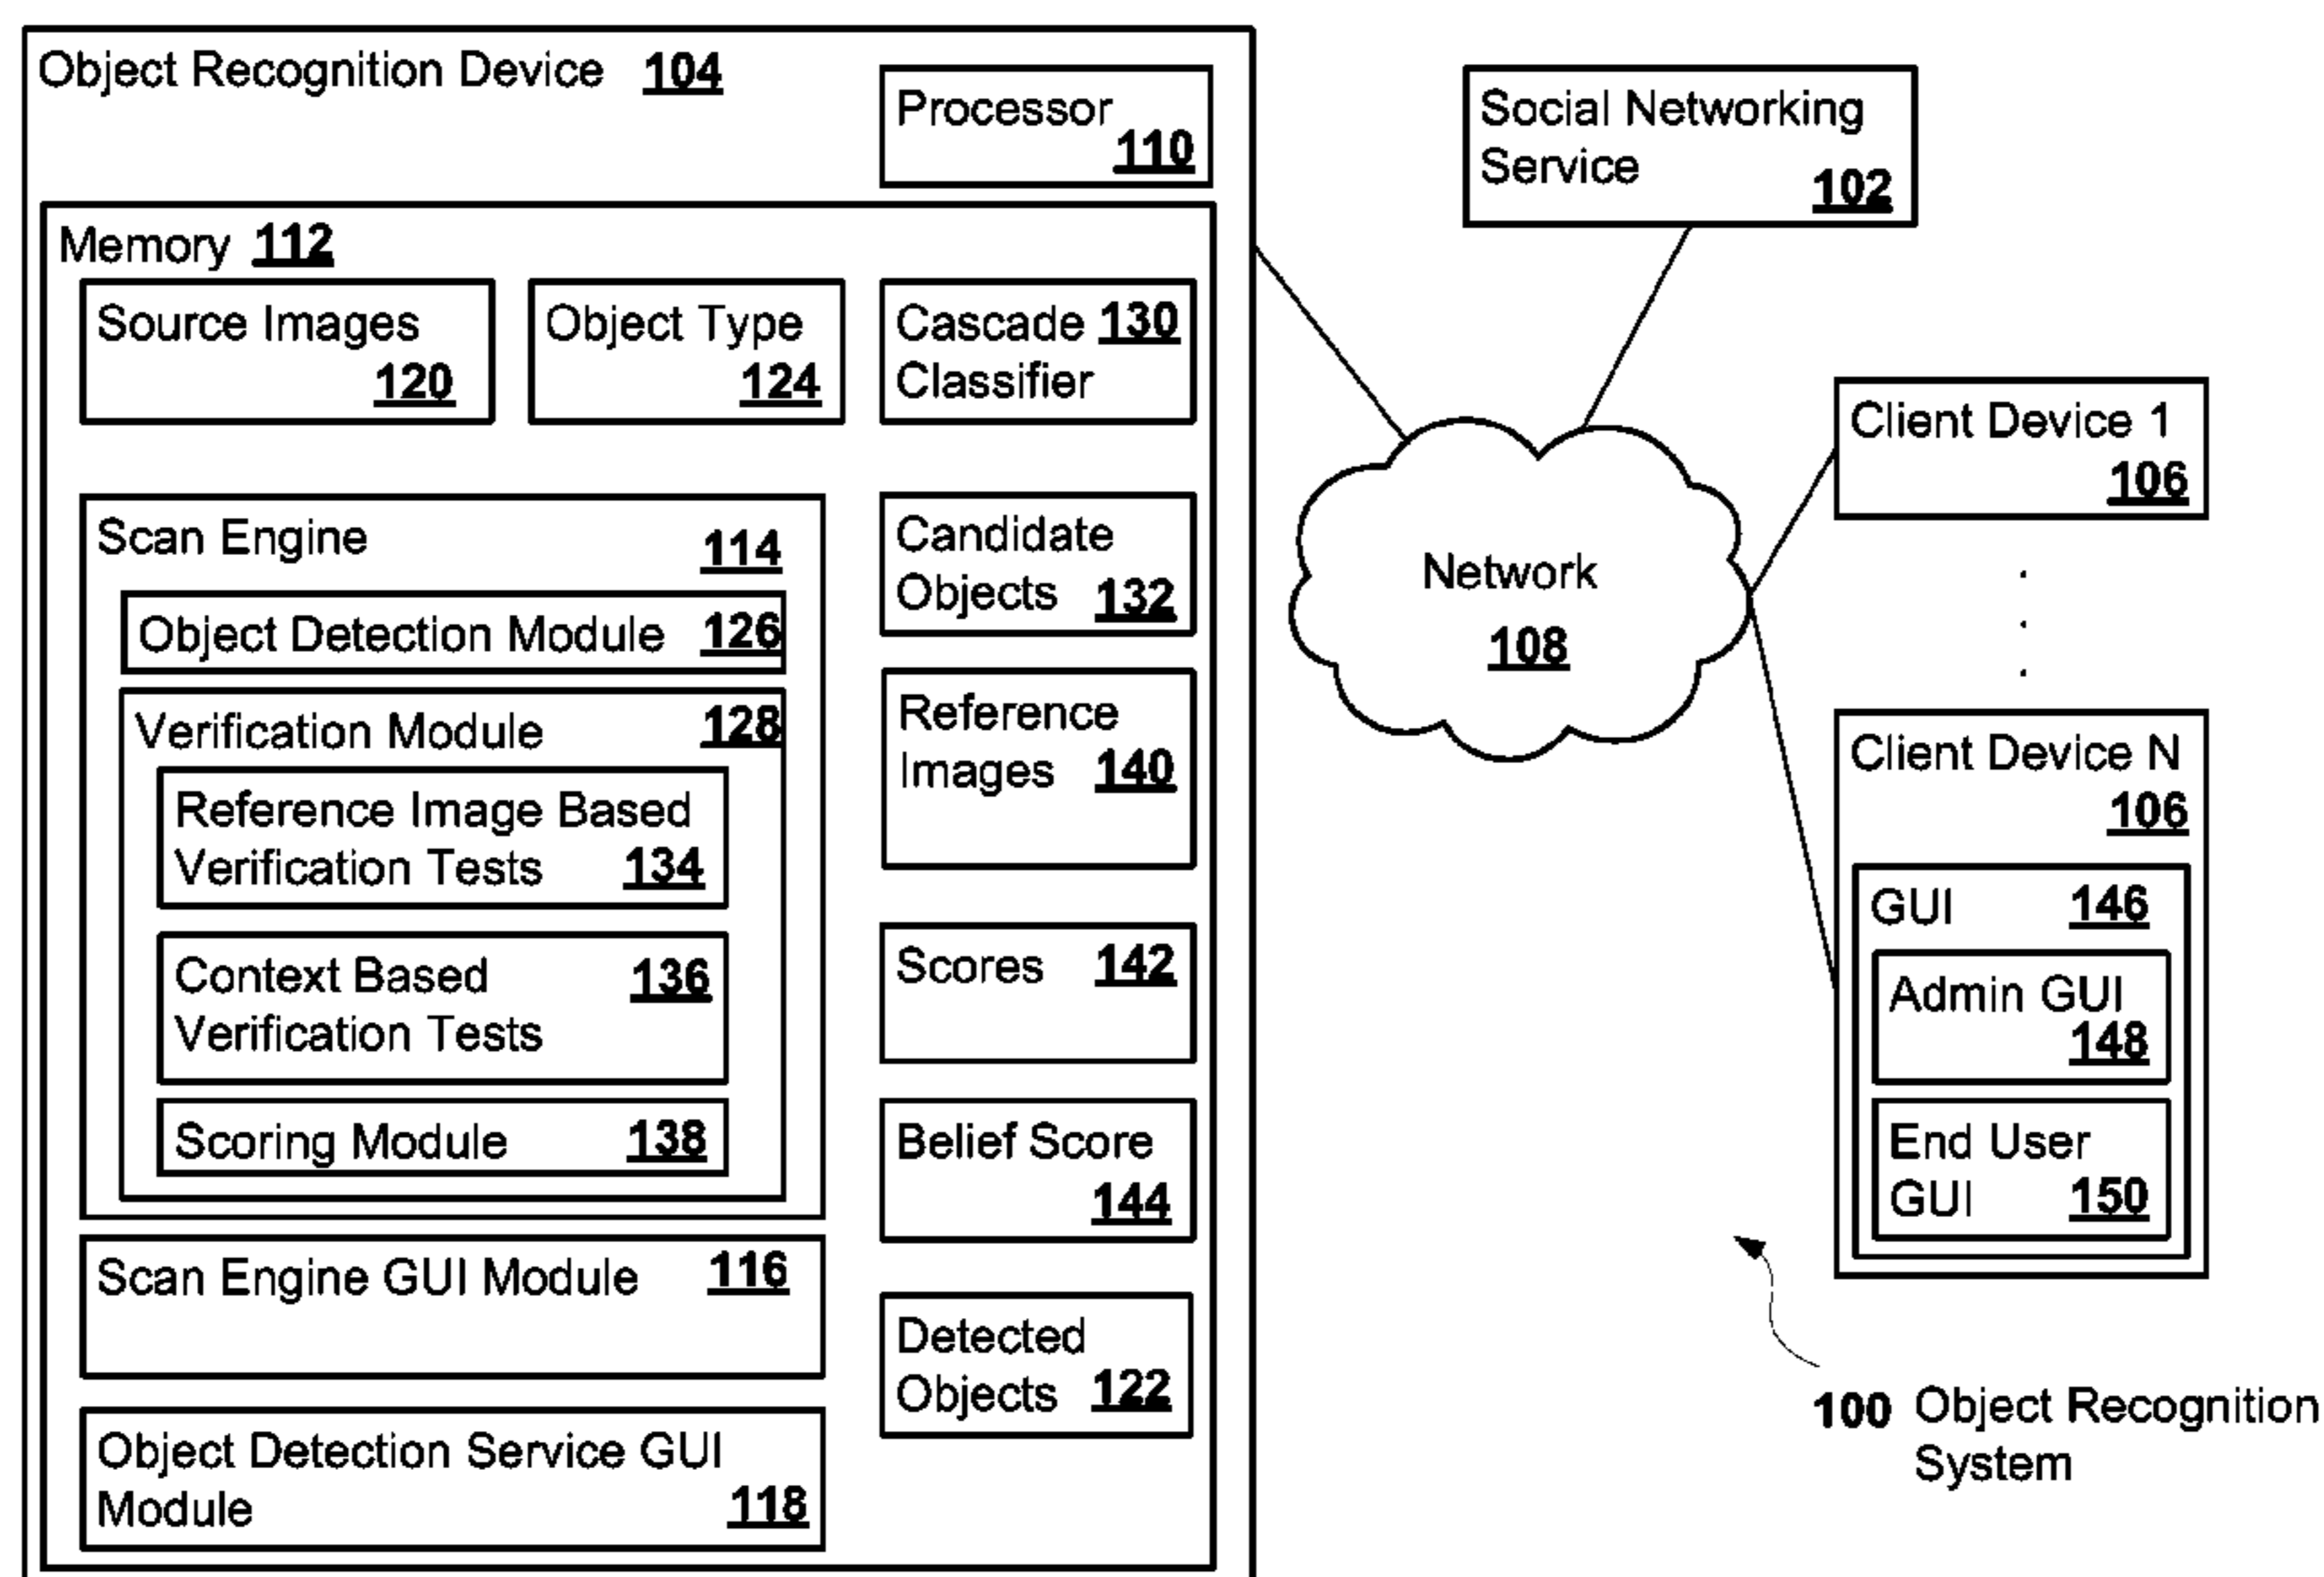 Object Recognition Device 104
Processor
110
Memory 112
Source Images
120
Object Type
124
Cascade 130
Classifier
Scan Engine 114
Object Detection Module 126
Verification Module 128
Reference Image Based
Verification Tests 134
Context Based 136
Verification Tests
Scoring Module 138
Scan Engine GUI Module 116
Object Detection Service GUI
Module 118
Candidate
Objects 132
Reference
Images 140
Scores 142
Belief Score
144
Detected
Objects 122
Social Networking
Service 102
Network
108
Client Device 1
106
.
.
.
Client Device N
106
GUI 146
Admin GUI
148
End User
GUI 150
100 Object Recognition
System